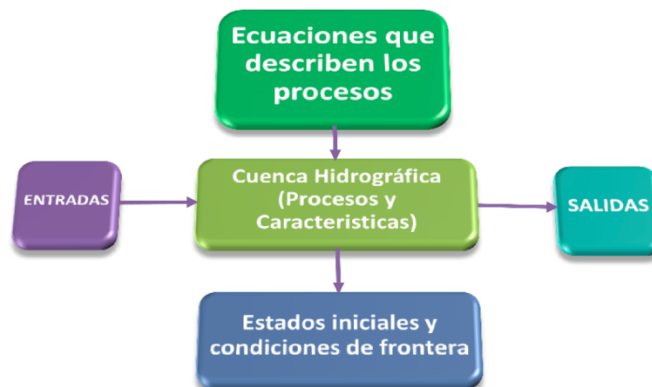 Ecuaciones que
describen los
procesos
ENTRADAS
Cuenca Hidrográfica
(Procesos y
Caracteristicas)
SALIDAS
Estados iniciales y
condiciones de frontera